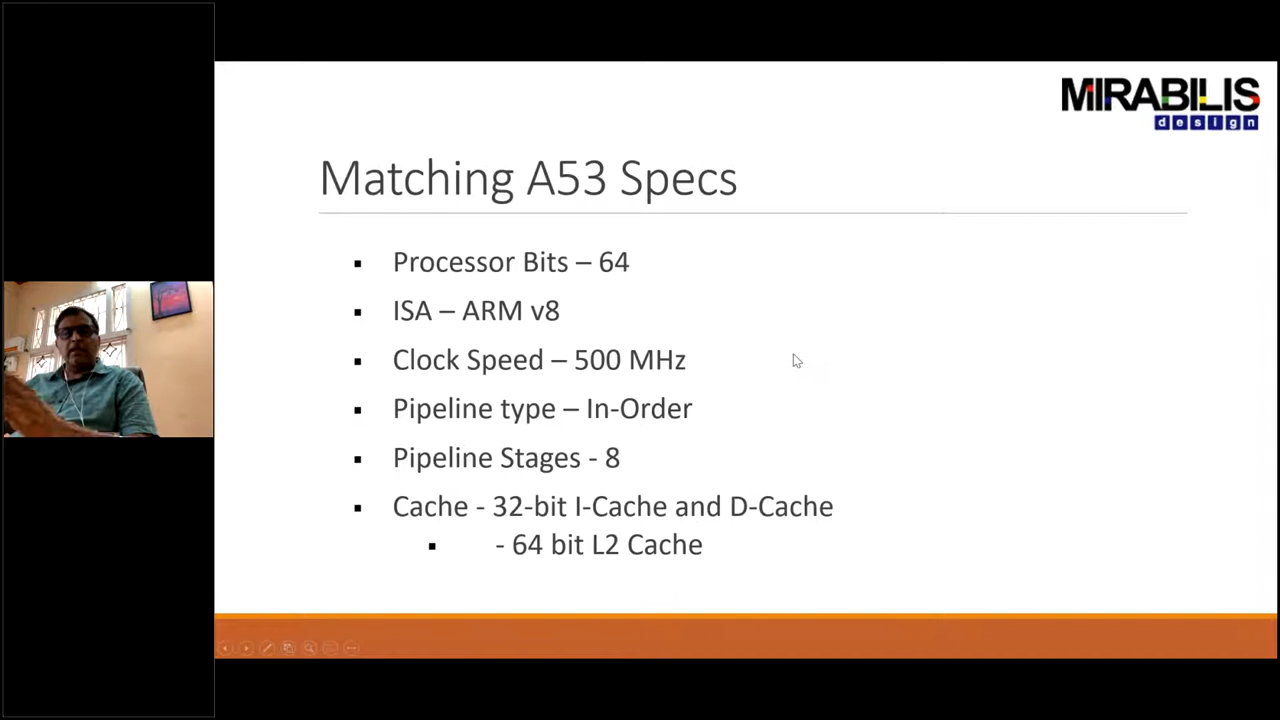 MIRABILIS
design
Matching A53 Specs
▪ Processor Bits – 64
▪ ISA – ARM v8
▪ Clock Speed – 500 MHz
▪ Pipeline type – In-Order
▪ Pipeline Stages - 8
▪ Cache - 32-bit I-Cache and D-Cache
▪ - 64 bit L2 Cache